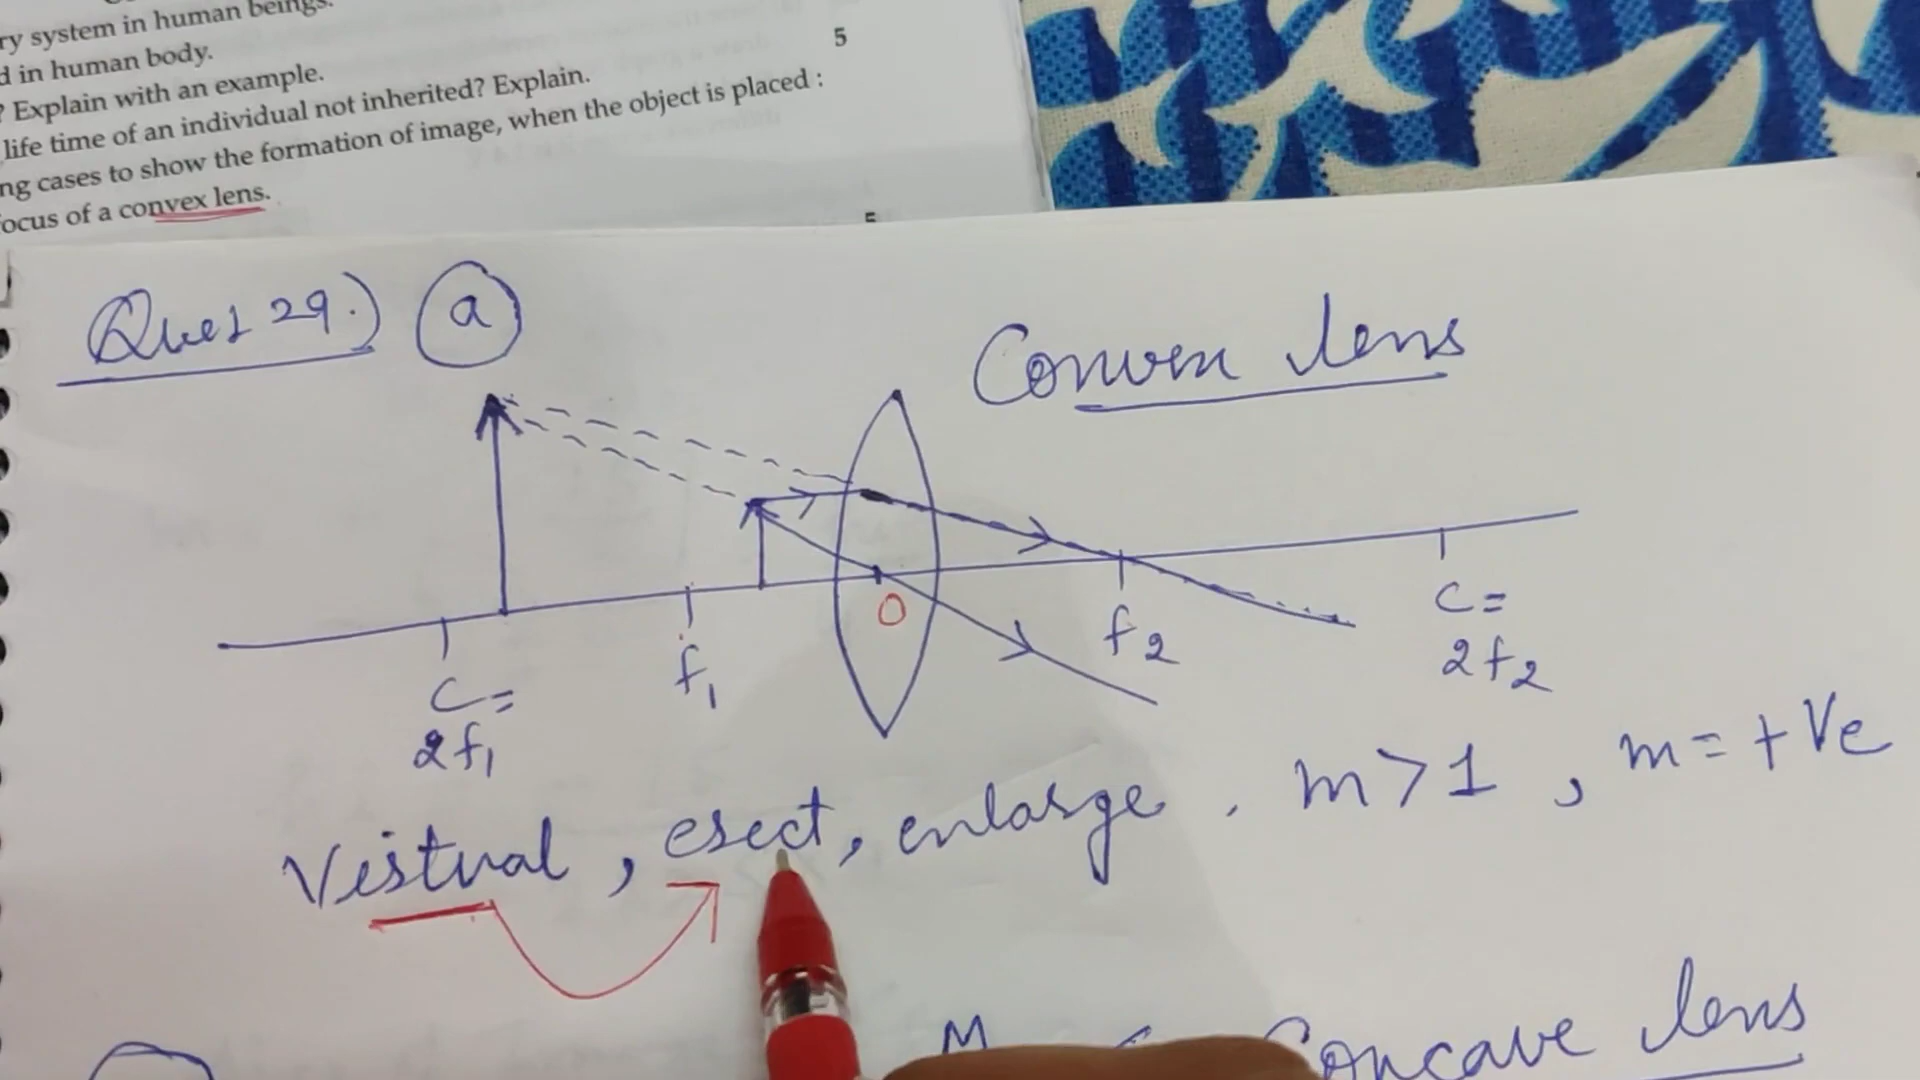 ry system in human beings.
d in human body.
? Explain with an example.
life time of an individual not inherited? Explain. 5
ng cases to show the formation of image, when the object is placed :
ocus of a convex lens.
Ques 29.) a
Convex lens
O
f1
f2
C =
2f1
C =
2f2
Virtual, erect, enlarge. m > 1, m = +Ve
M
Concave lens